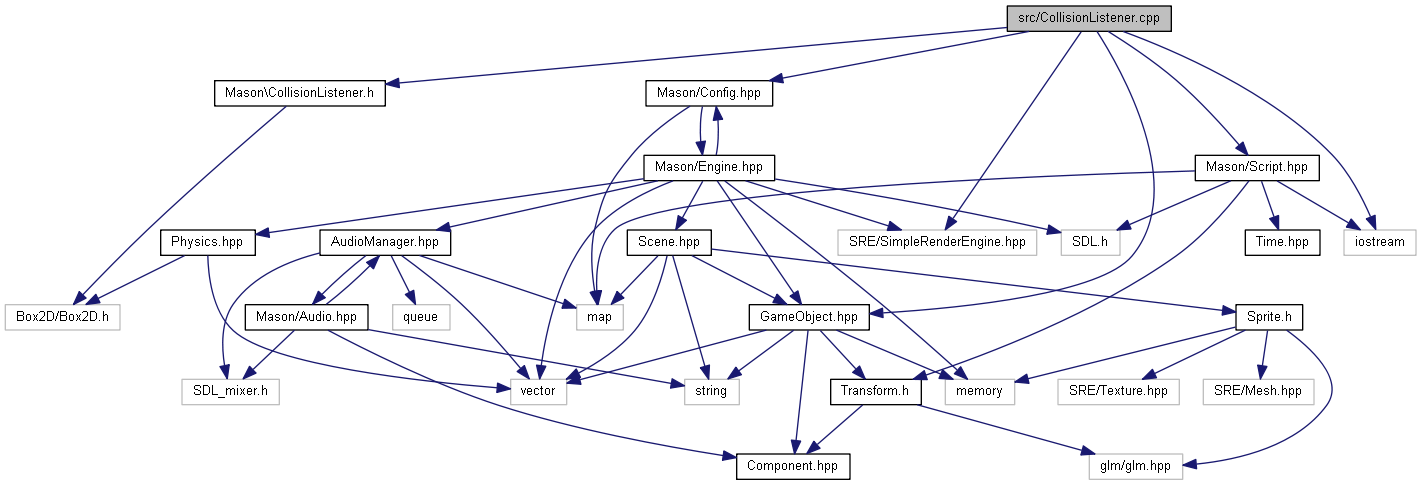 src/CollisionListener.cpp
Mason\CollisionListener.h
Mason/Config.hpp
Mason/Engine.hpp
Mason/Script.hpp
Physics.hpp
AudioManager.hpp
Scene.hpp
SRE/SimpleRenderEngine.hpp
SDL.h
Time.hpp
iostream
Box2D/Box2D.h
Mason/Audio.hpp
queue
map
GameObject.hpp
Sprite.h
SDL_mixer.h
vector
string
Transform.h
memory
SRE/Texture.hpp
SRE/Mesh.hpp
Component.hpp
glm/glm.hpp